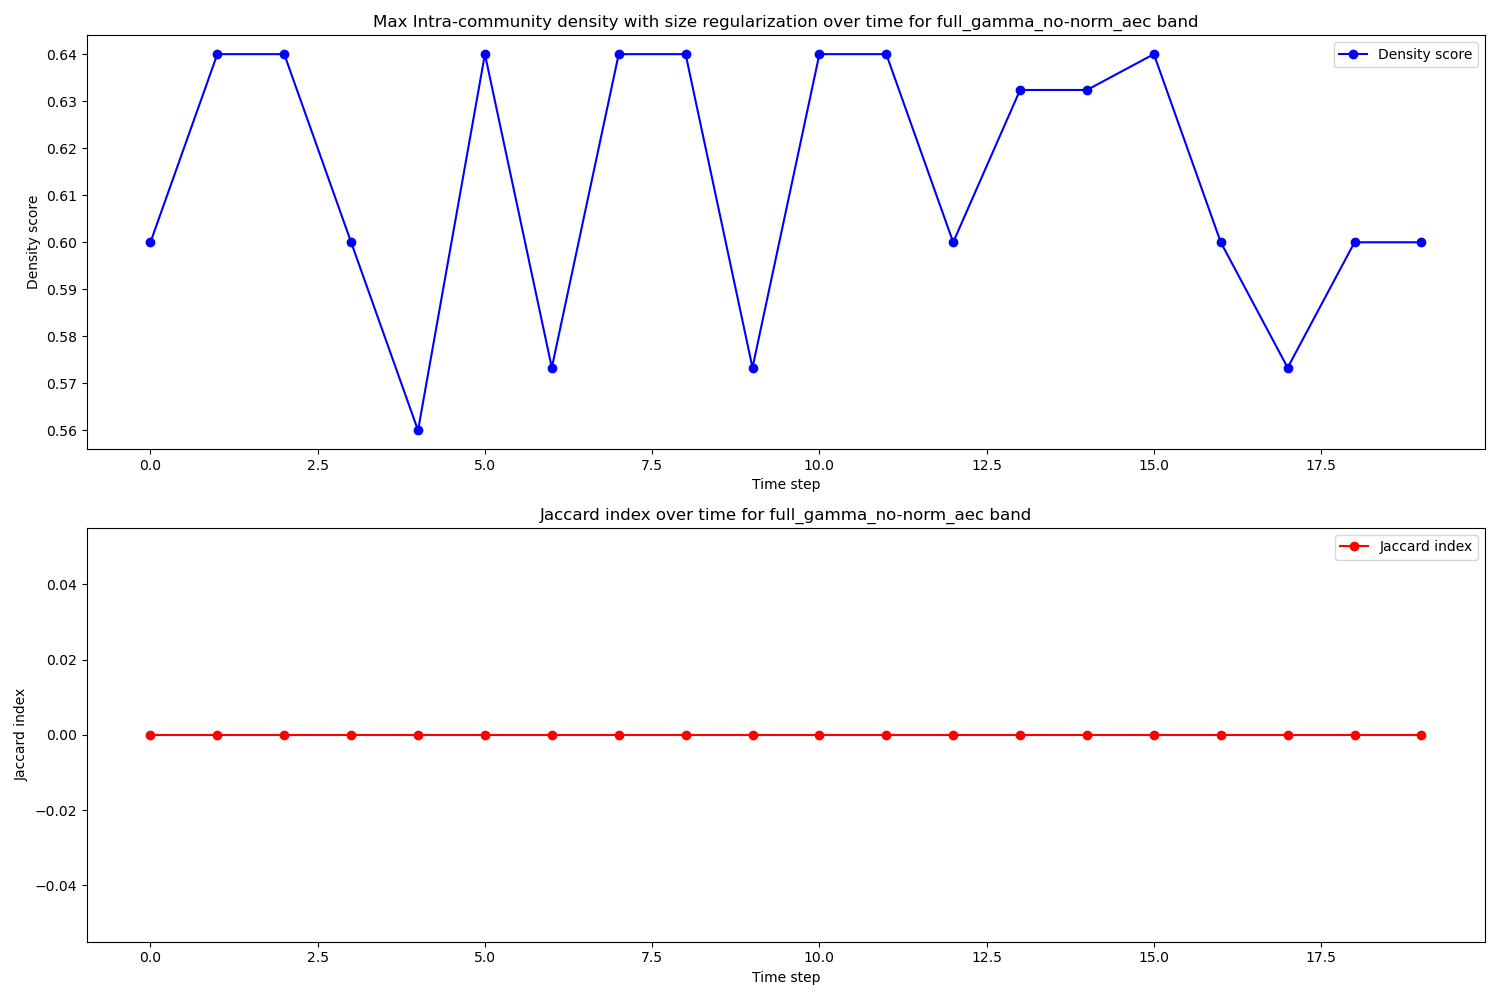 Max Intra-community density with size regularization over time for full_gamma_no-norm_aec band
Density score
0.64
0.63
0.62
0.61
0.60
0.59
0.58
0.57
0.56
Density score
0.0 2.5 5.0 7.5 10.0 12.5 15.0 17.5
Time step
Jaccard index over time for full_gamma_no-norm_aec band
Jaccard index
0.04
0.02
0.00
−0.02
−0.04
Jaccard index
0.0 2.5 5.0 7.5 10.0 12.5 15.0 17.5
Time step